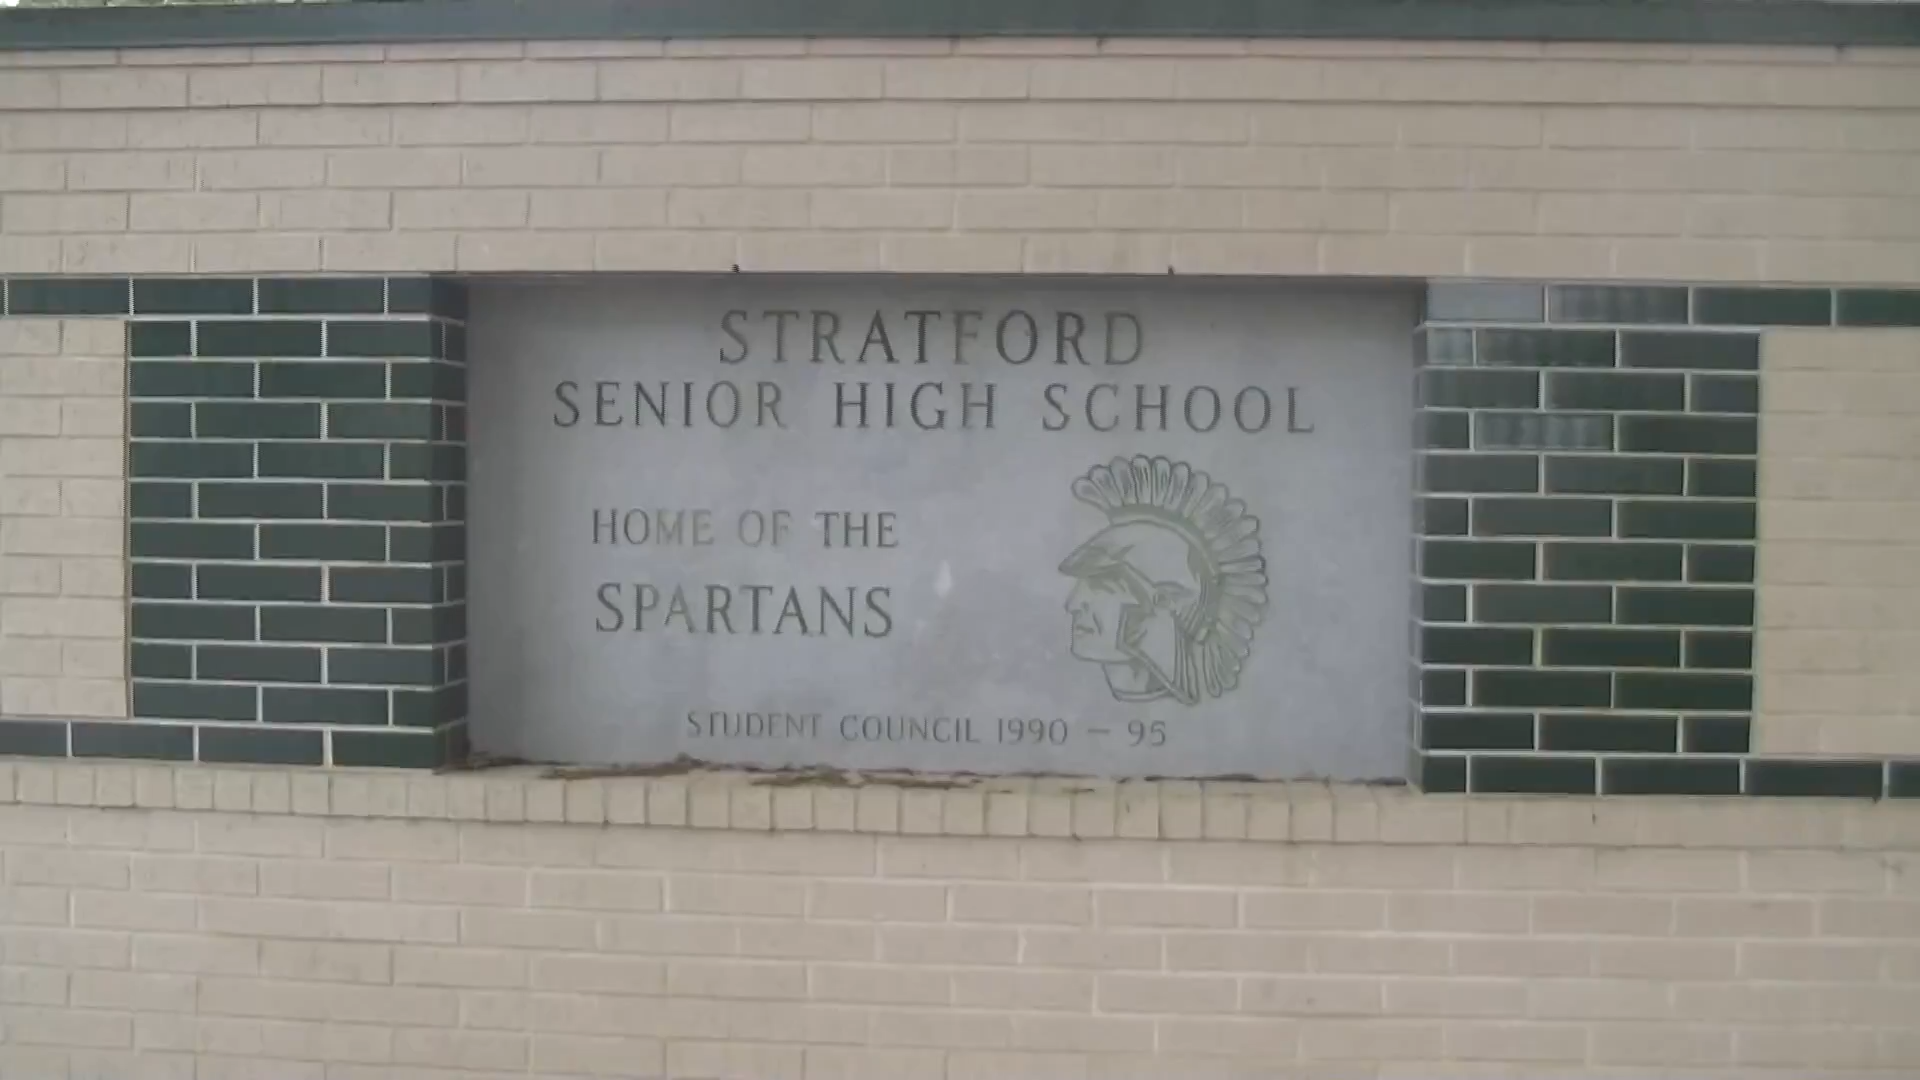 STRATFORD
SENIOR HIGH SCHOOL
HOME OF THE
SPARTANS
STUDENT COUNCIL 1990 - 95